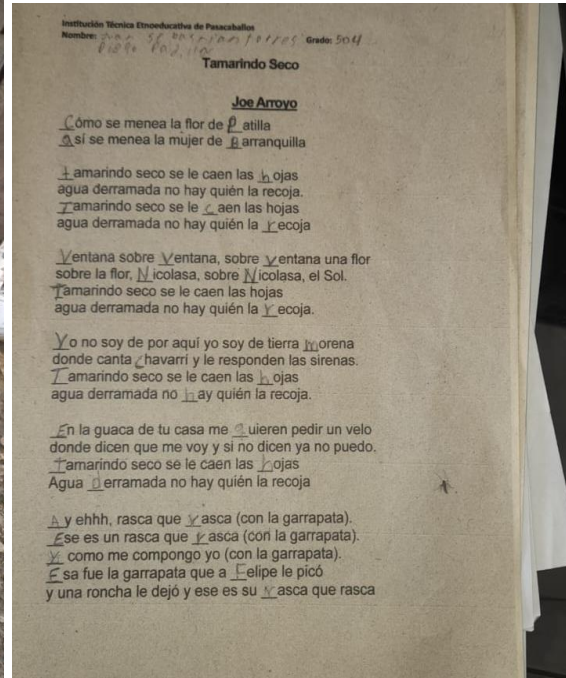 Institución Técnica Etnoeducativa de Pasacaballos
Nombre: Grado: 504
Tamarindo Seco
Joe Arroyo
Cómo se menea la flor de Patilla
así se menea la mujer de Barranquilla
tamarindo seco se le caen las hojas
agua derramada no hay quién la recoja.
Tamarindo seco se le caen las hojas
agua derramada no hay quién la recoja
Ventana sobre Ventana, sobre ventana una flor
sobre la flor, Nicolasa, sobre Nicolasa, el Sol.
Tamarindo seco se le caen las hojas
agua derramada no hay quién la recoja.
Yo no soy de por aquí yo soy de tierra morena
donde canta chavarrí y le responden las sirenas.
Tamarindo seco se le caen las hojas
agua derramada no hay quién la recoja.
En la guaca de tu casa me quieren pedir un velo
donde dicen que me voy y si no dicen ya no puedo.
Tamarindo seco se le caen las hojas
Agua derramada no hay quién la recoja
Ay ehhh, rasca que rasca (con la garrapata).
Ese es un rasca que rasca (con la garrapata).
Y como me compongo yo (con la garrapata).
Esa fue la garrapata que a Felipe le picó
y una roncha le dejó y ese es su rasca que rasca